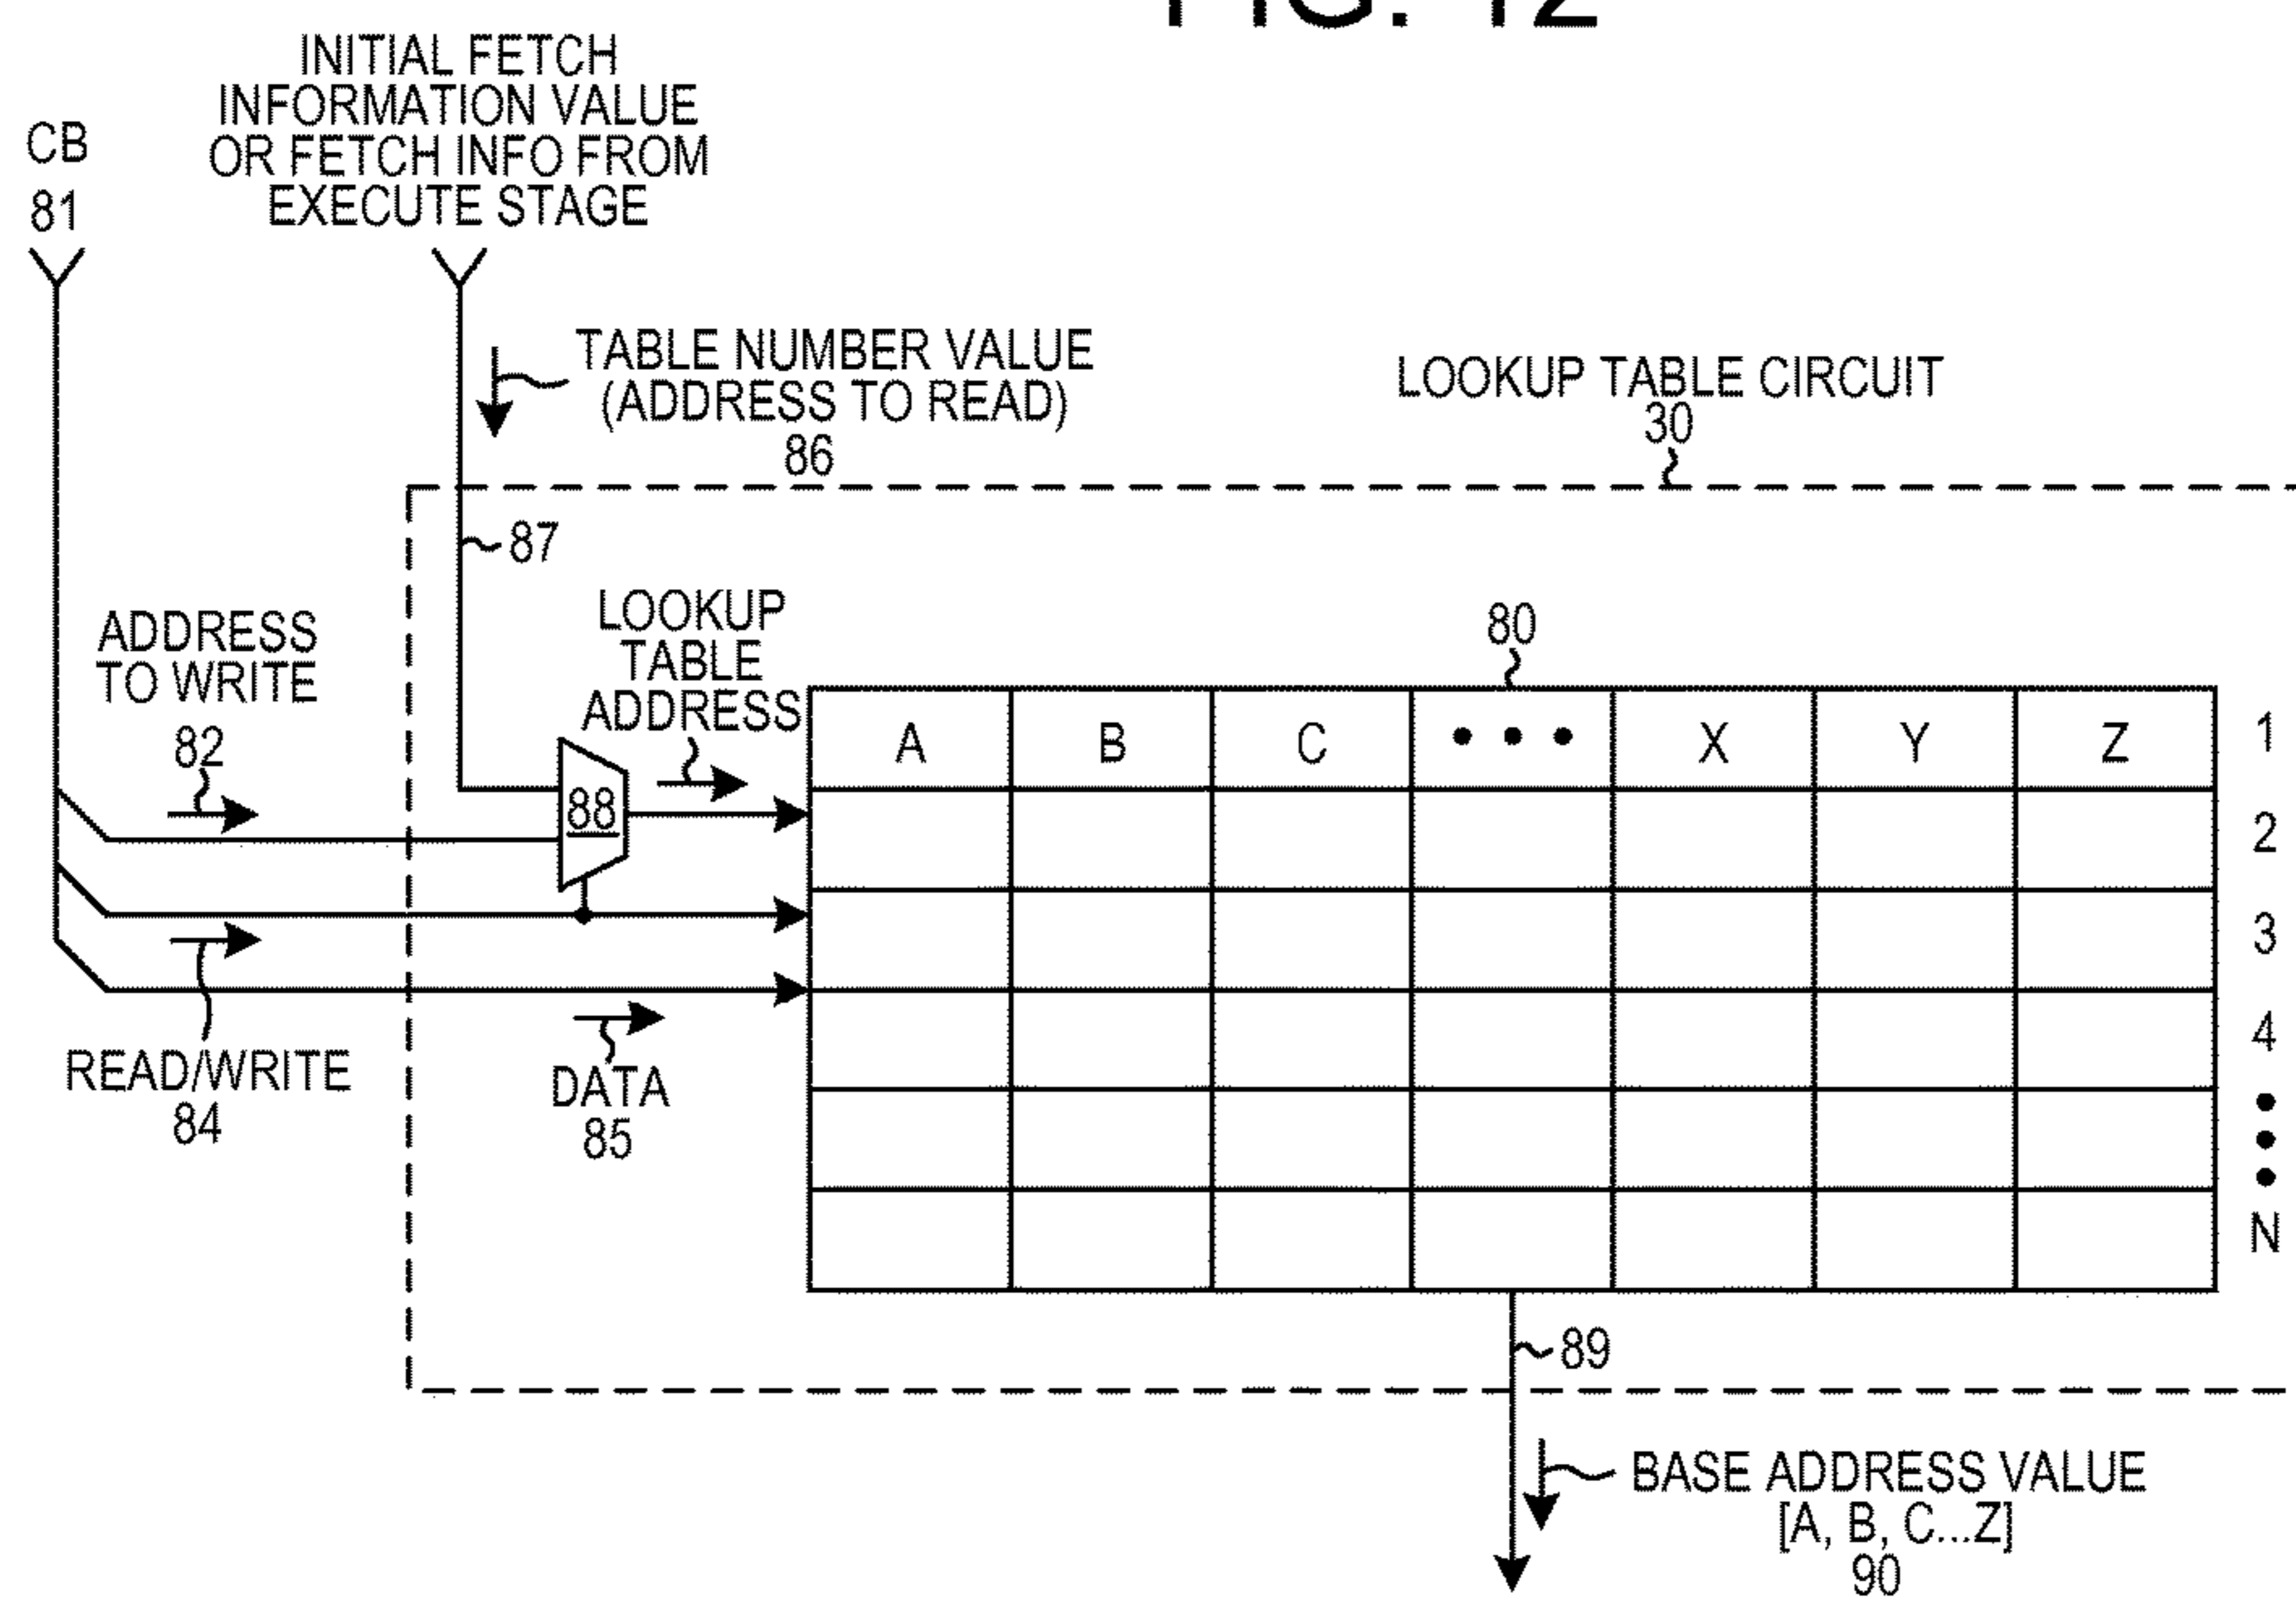 FIG. 12
CB
81
INITIAL FETCH
INFORMATION VALUE
OR FETCH INFO FROM
EXECUTE STAGE
TABLE NUMBER VALUE
(ADDRESS TO READ)
86
LOOKUP TABLE CIRCUIT
30
87
ADDRESS
TO WRITE
82
LOOKUP
TABLE
ADDRESS
80
88
A B C • • • X Y Z 1
2
3
4
•
•
•
N
READ/WRITE
84
DATA
85
89
BASE ADDRESS VALUE
[A, B, C...Z]
90